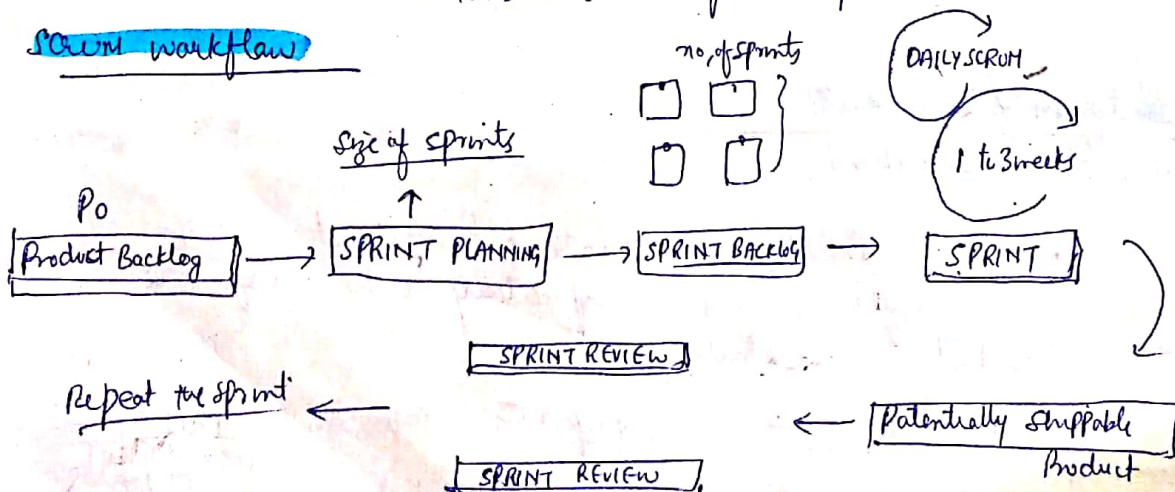 Scrum workflow
no, of sprints
DAILY SCRUM
Size of sprints
1 to 3 weeks
PO
Product Backlog
SPRINT PLANNING
SPRINT BACKLOG
SPRINT
SPRINT REVIEW
Repeat the sprint
Potentially Shippable
Product
SPRINT REVIEW